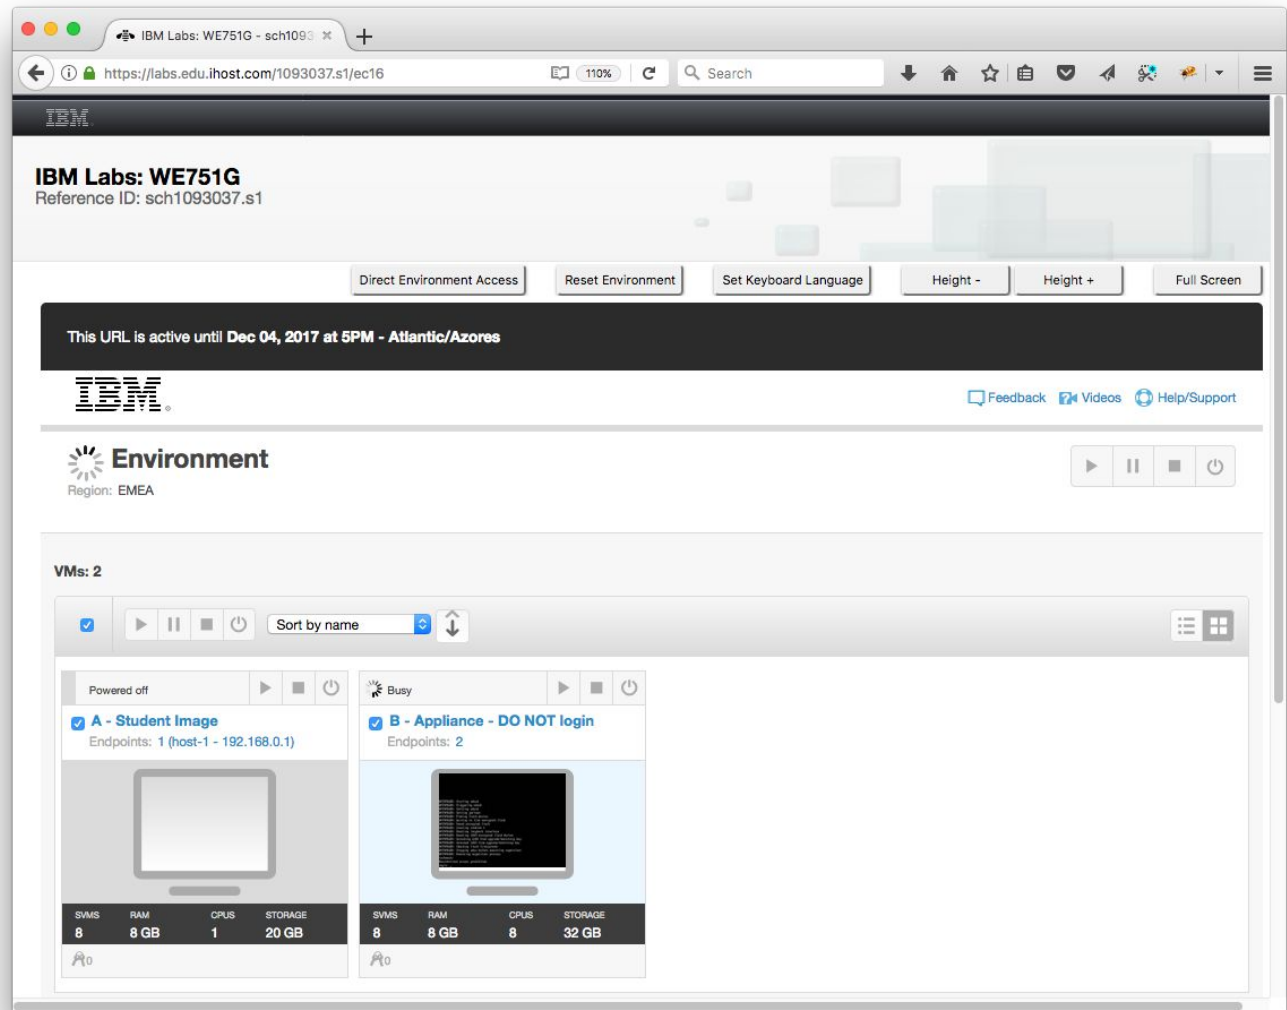 IBM Labs: WE751G - sch1093
https://labs.edu.ihost.com/1093037.s1/ec16
110%
Search
IBM
IBM Labs: WE751G
Reference ID: sch1093037.s1
Direct Environment Access
Reset Environment
Set Keyboard Language
Height -
Height +
Full Screen
This URL is active until Dec 04, 2017 at 5PM - Atlantic/Azores
IBM
Feedback
Videos
Help/Support
Environment
Region: EMEA
VMs: 2
Sort by name
Powered off
A - Student Image
Endpoints: 1 (host-1 - 192.168.0.1)
SVMS RAM CPUS STORAGE
8 8 GB 1 20 GB
0
Busy
B - Appliance - DO NOT login
Endpoints: 2
SVMS RAM CPUS STORAGE
8 8 GB 8 32 GB
0